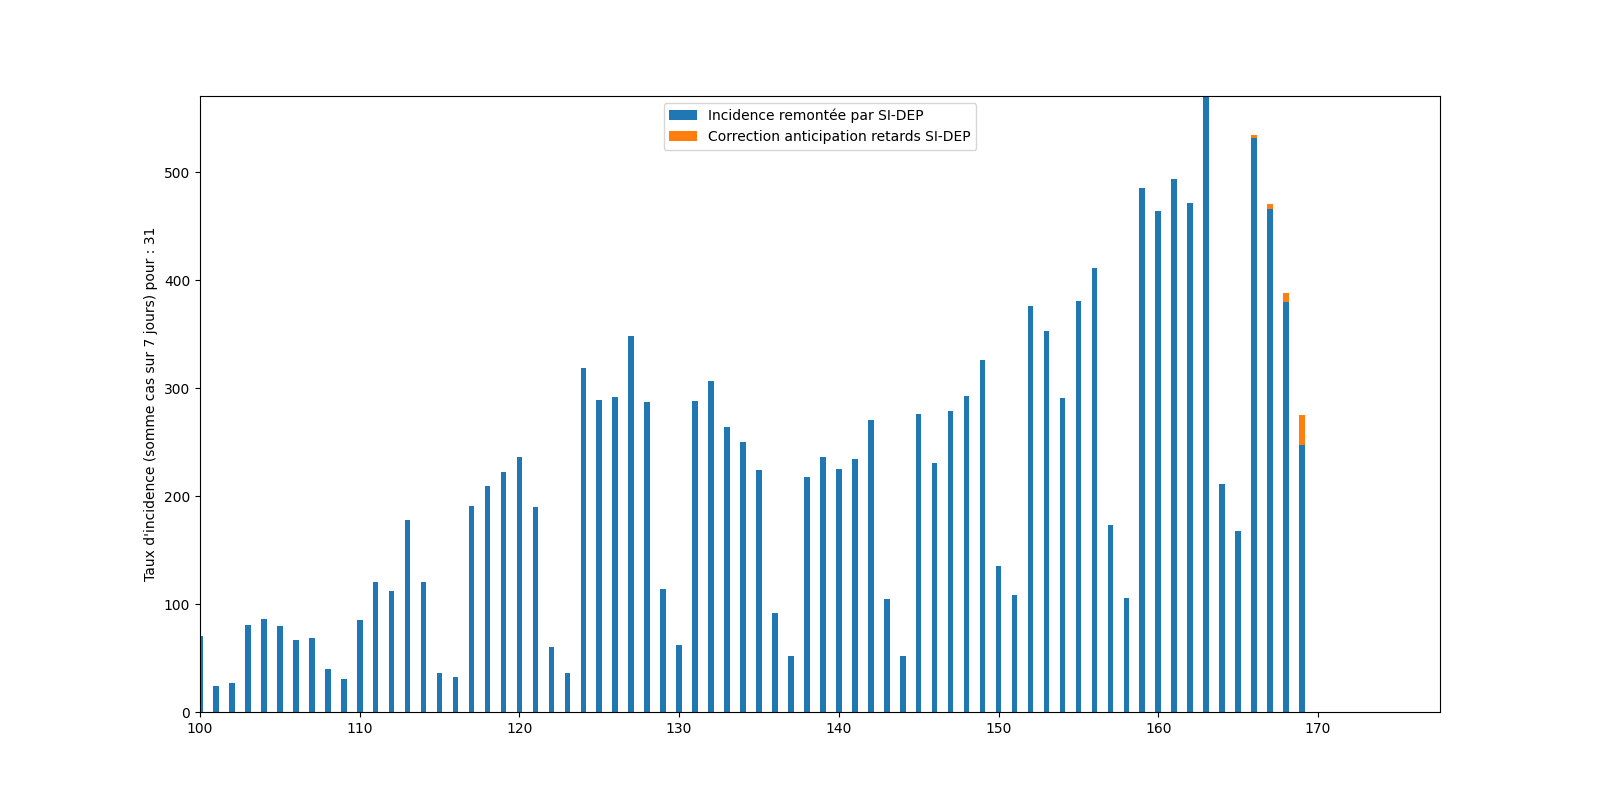 Incidence remontée par SI-DEP
Correction anticipation retards SI-DEP
Taux d'incidence (somme cas sur 7 jours) pour : 31
500
400
300
200
100
0
100 110 120 130 140 150 160 170